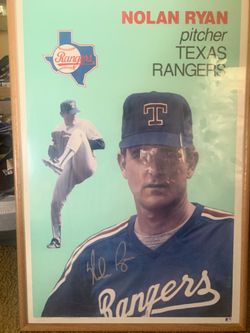 NOLAN RYAN
pitcher
TEXAS
RANGERS
Rangers
T
Rangers